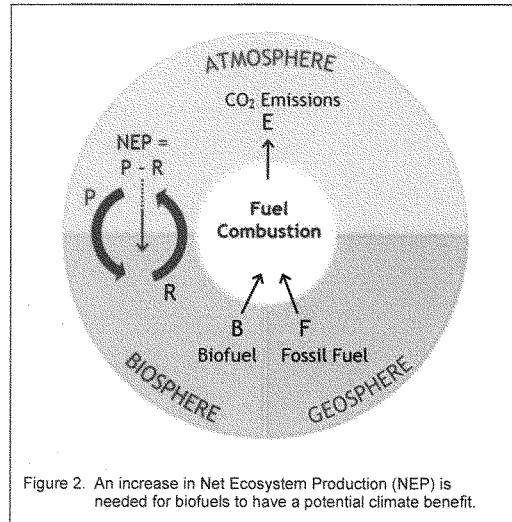 ATMOSPHERE
CO₂ Emissions
E
NEP =
P - R
P
R
Fuel
Combustion
B
Biofuel
F
Fossil Fuel
BIOSPHERE
GEOSPHERE
Figure 2. An increase in Net Ecosystem Production (NEP) is
needed for biofuels to have a potential climate benefit.